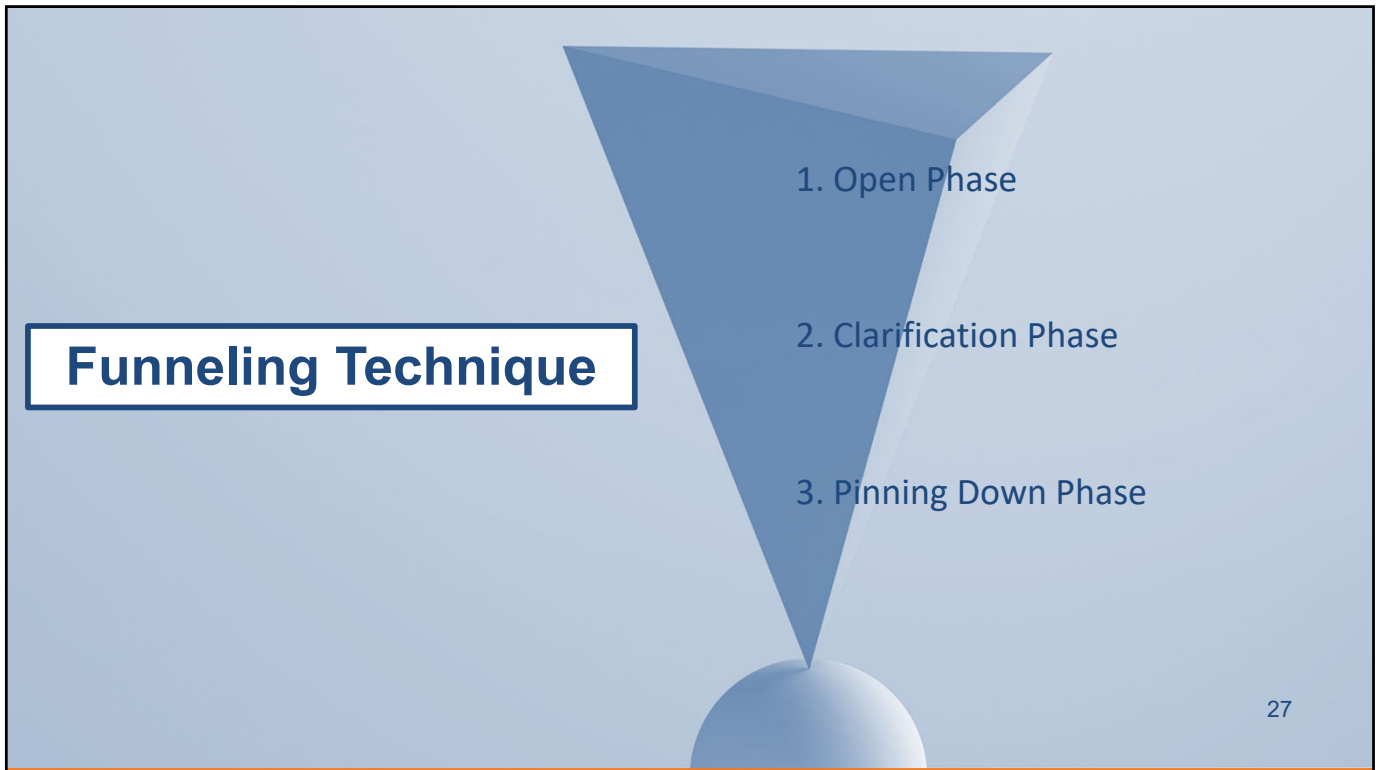 Funneling Technique
1. Open Phase
2. Clarification Phase
3. Pinning Down Phase
27